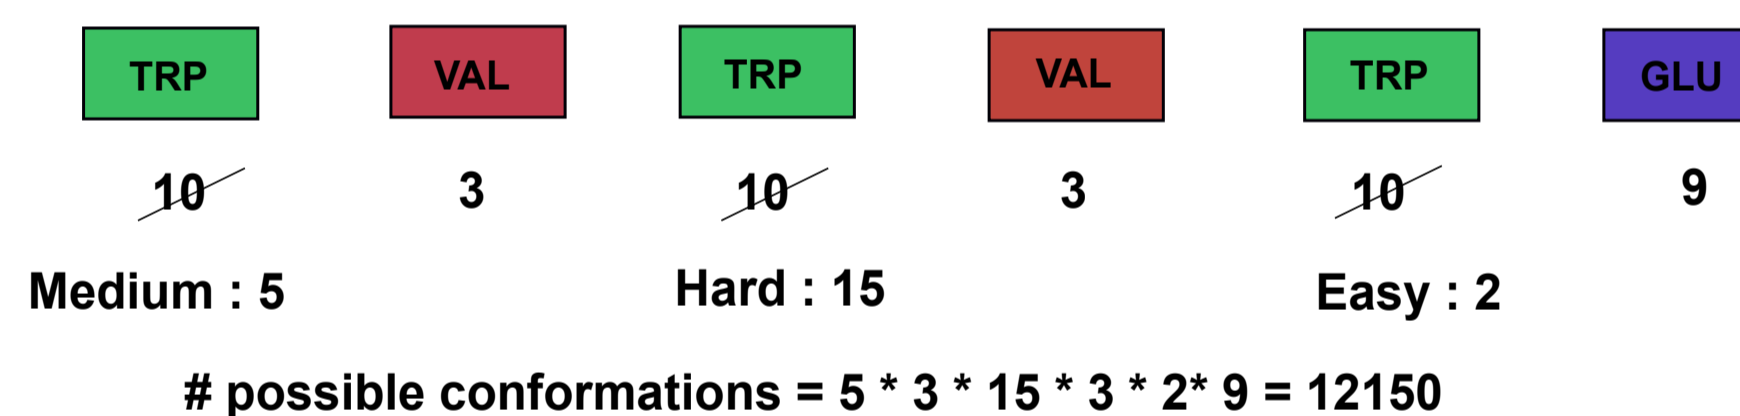 TRP VAL TRP VAL TRP GLU
10 3 10 3 10 9
Medium : 5 Hard : 15 Easy : 2
# possible conformations = 5 * 3 * 15 * 3 * 2* 9 = 12150